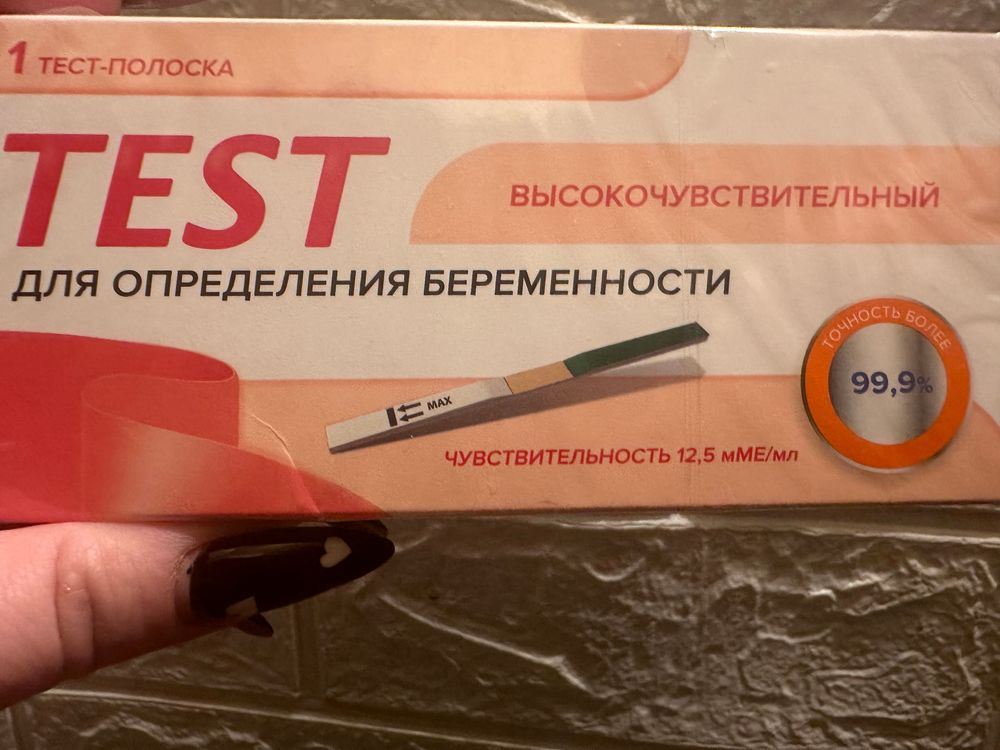 1 ТЕСТ-ПОЛОСКА
TEST
ВЫСОКОЧУВСТВИТЕЛЬНЫЙ
ДЛЯ ОПРЕДЕЛЕНИЯ БЕРЕМЕННОСТИ
ТОЧНОСТЬ БОЛЕЕ
99,9%
MAX
ЧУВСТВИТЕЛЬНОСТЬ 12,5 мМЕ/мл